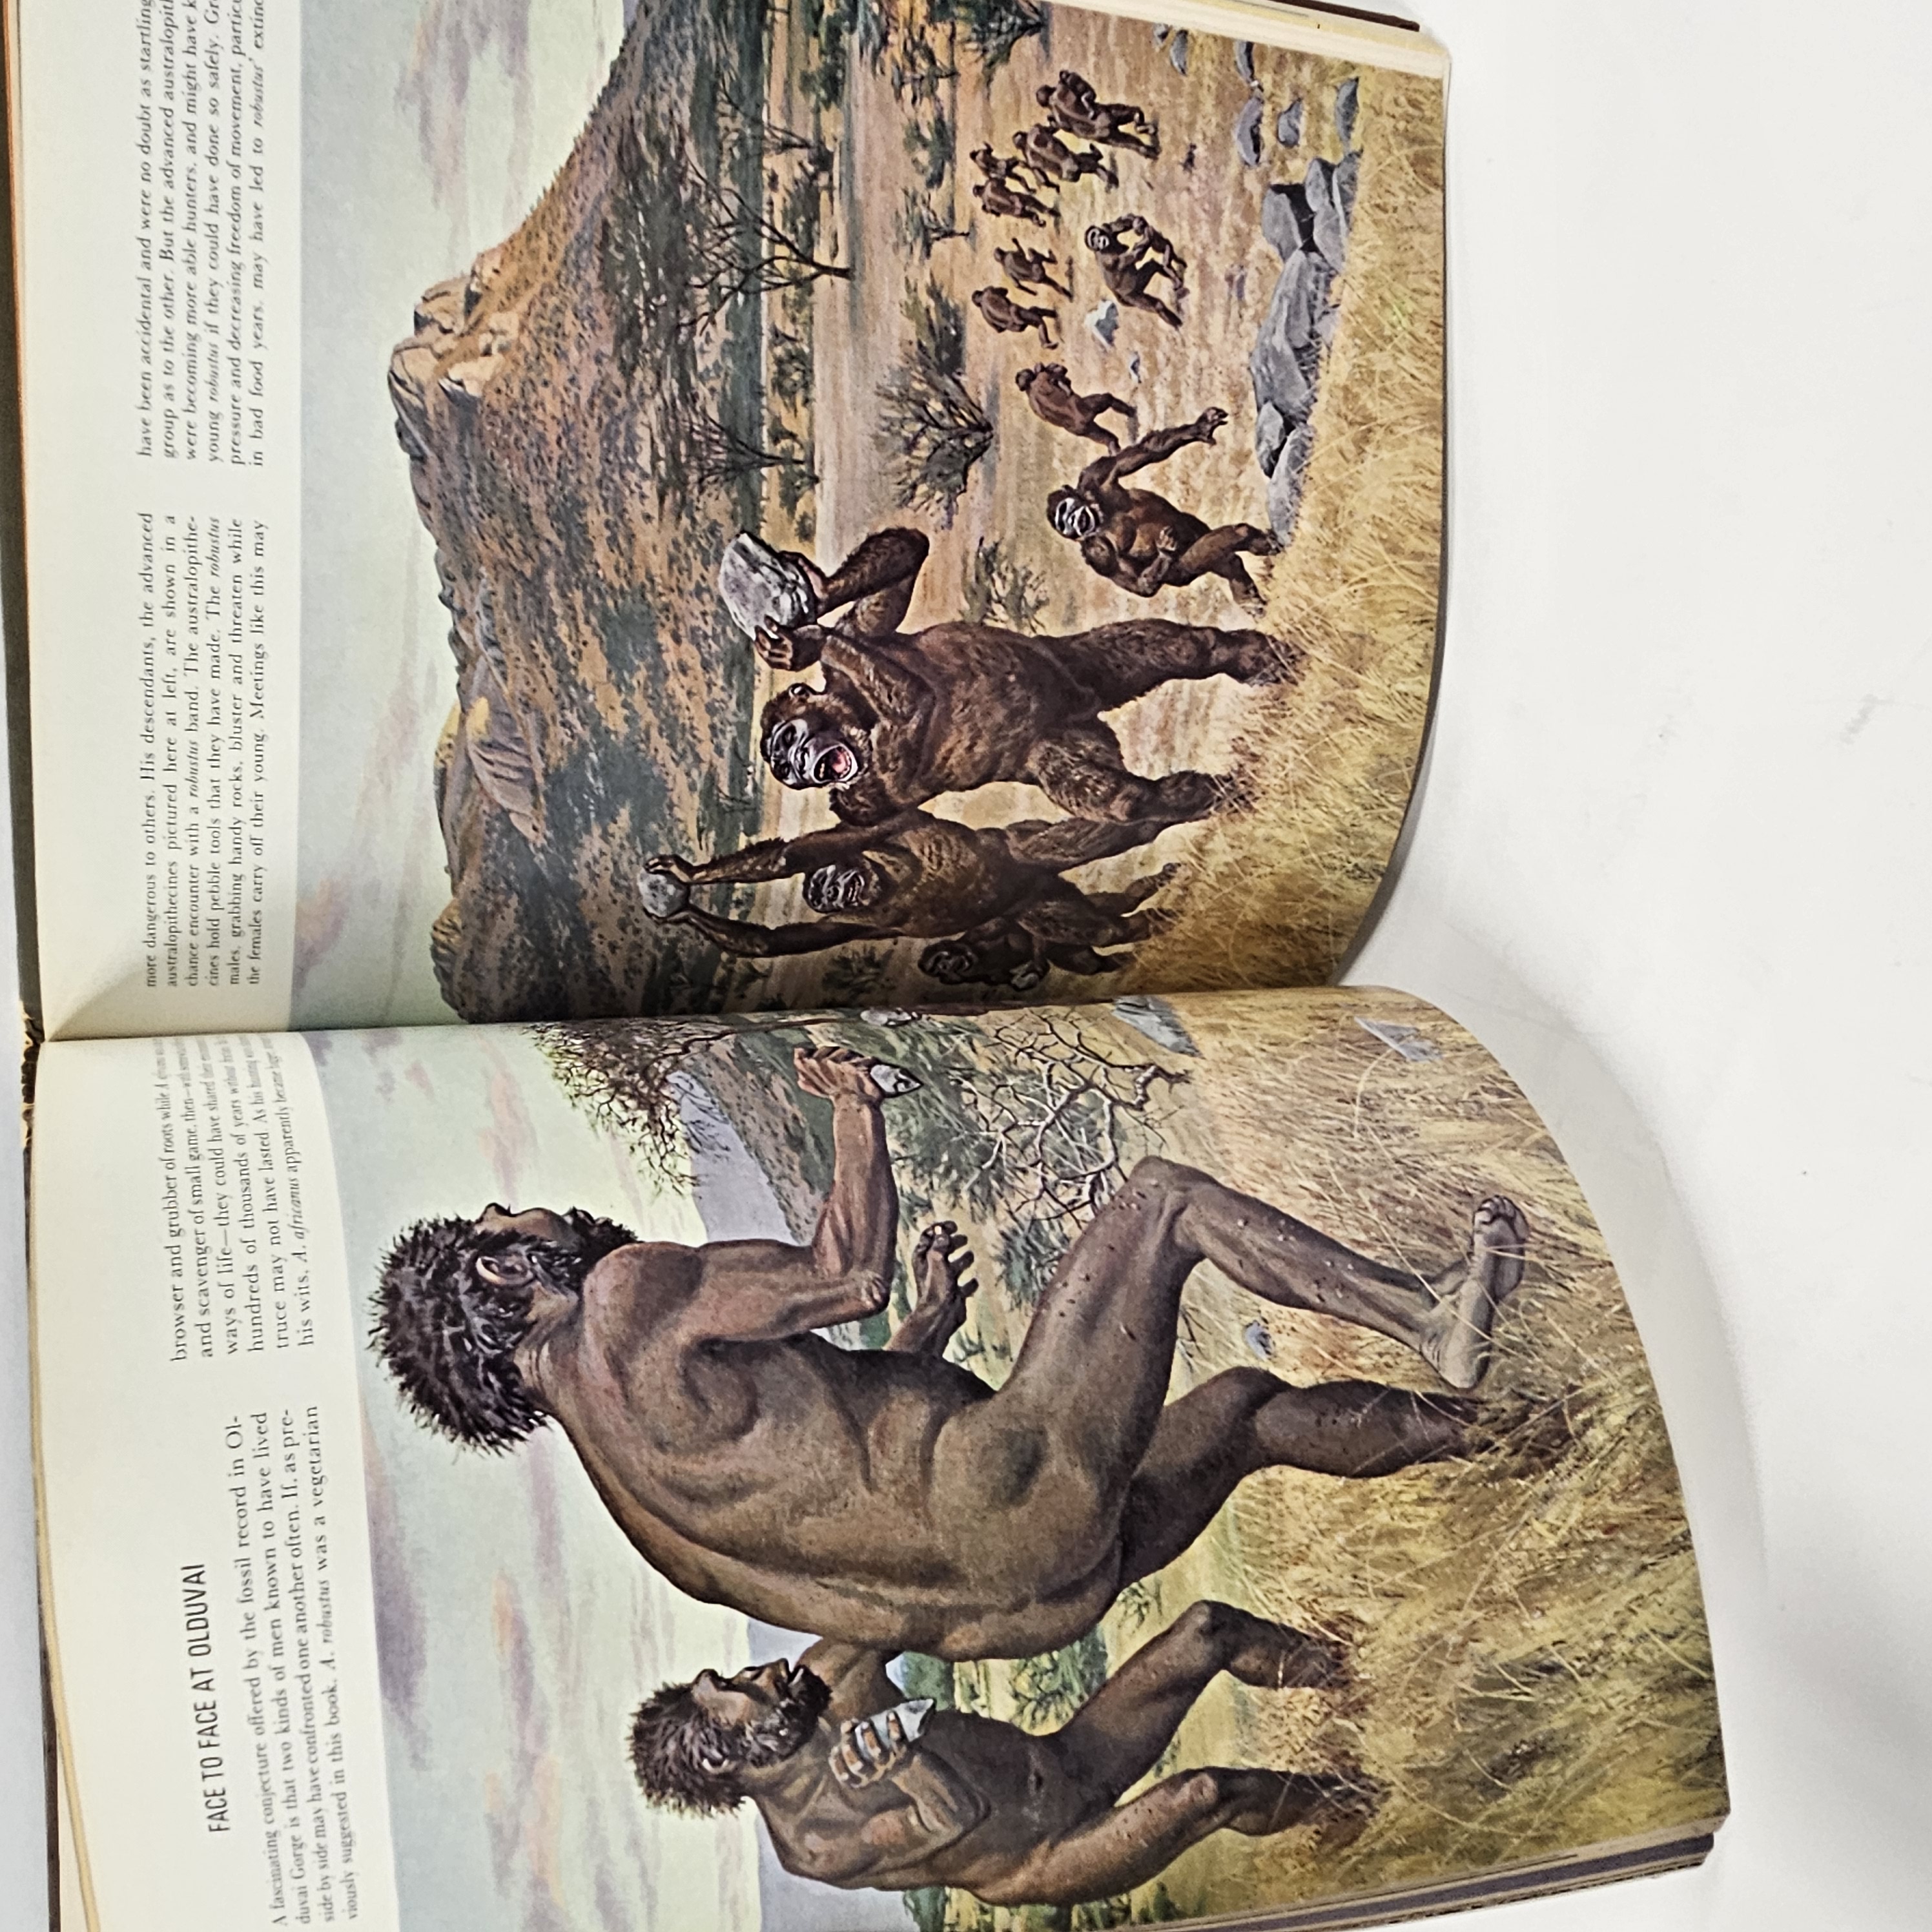 FACE TO FACE AT OLDUVAI
A fascinating conjecture offered by the fossil record in Ol-
duvai Gorge is that two kinds of men known to have lived
side by side may have confronted one another often. If, as pre-
viously suggested in this book, A. robustus was a vegetarian
browser and grubber of roots while A
and scavenger of small game, then—with
ways of life—they could have shared their
hundreds of thousands of years without
truce may not have lasted. As his hunting
his wits, A. africanus apparently became
more dangerous to others. His descendants, the advanced
australopithecines pictured here at left, are shown in a
chance encounter with a robustus band. The australopithe-
cines hold pebble tools that they have made. The robustus
males, grabbing handy rocks, bluster and threaten while
the females carry off their young. Meetings like this may
have been accidental and were no doubt as startling
group as to the other. But the advanced australopith
were becoming more able hunters, and might have k
young robustus if they could have done so safely. Gr
pressure and decreasing freedom of movement, particu
in bad food years, may have led to robustus' extinc